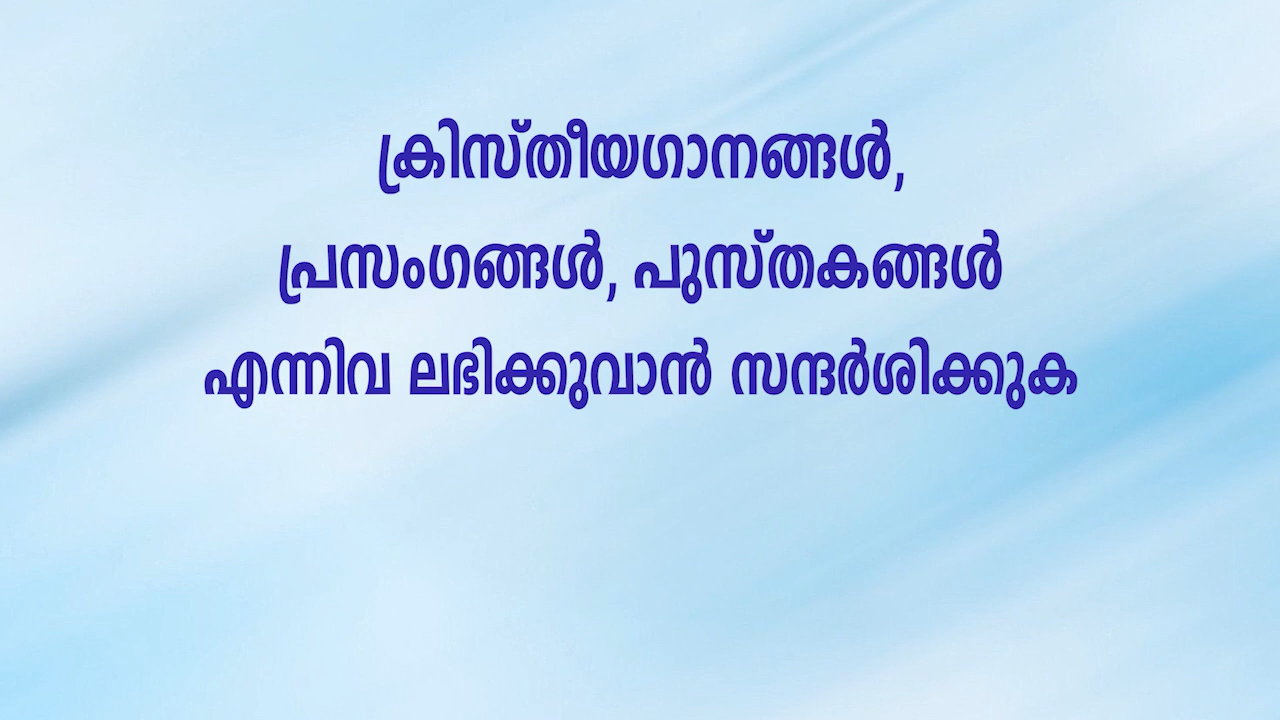 ക്രിസ്തീയഗാനങ്ങൾ,
പ്രസംഗങ്ങൾ, പുസ്തകങ്ങൾ
എന്നിവ ലഭിക്കുവാൻ സന്ദർശിക്കുക